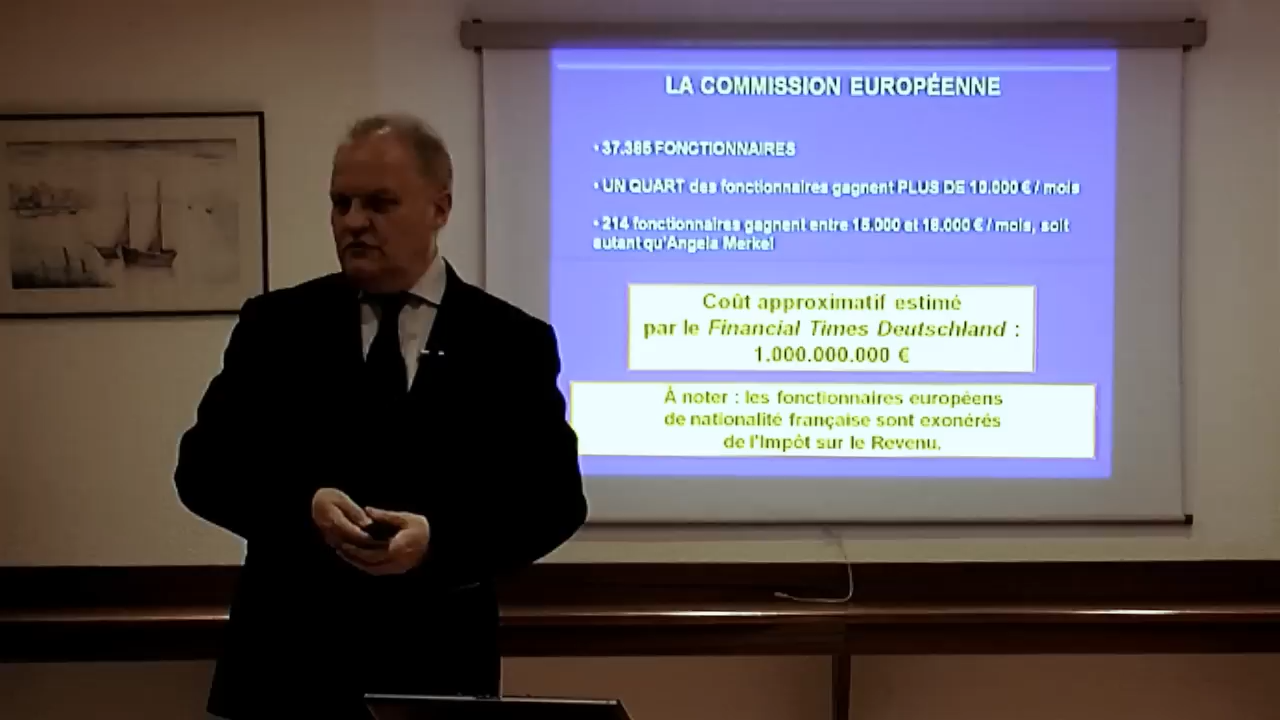 LA COMMISSION EUROPÉENNE
• 37.385 FONCTIONNAIRES
• UN QUART des fonctionnaires gagnent PLUS DE 10.000 € / mois
• 214 fonctionnaires gagnent entre 15.000 et 18.000 € / mois, soit
autant qu'Angela Merkel
Coût approximatif estimé
par le Financial Times Deutschland :
1.000.000.000 €
À noter : les fonctionnaires européens
de nationalité française sont exonérés
de l'Impôt sur le Revenu.